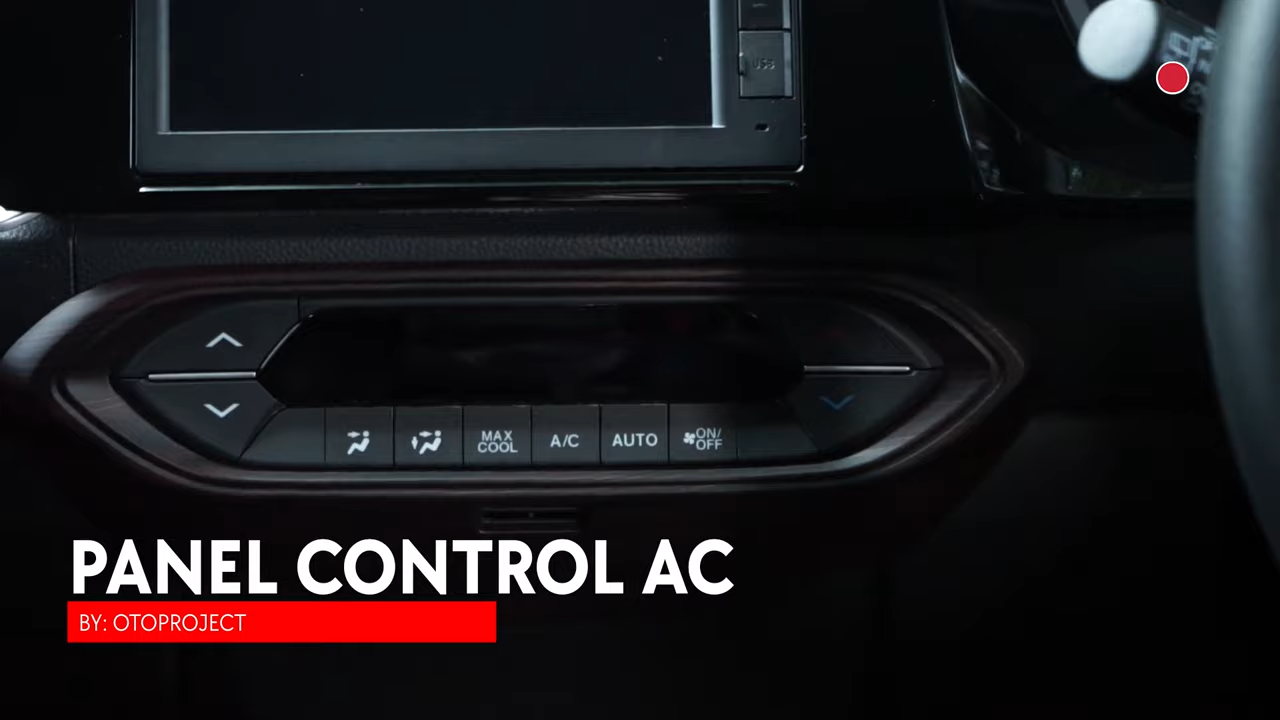 MAX
COOL
A/C
AUTO
ON/
OFF
PANEL CONTROL AC
BY: OTOPROJECT